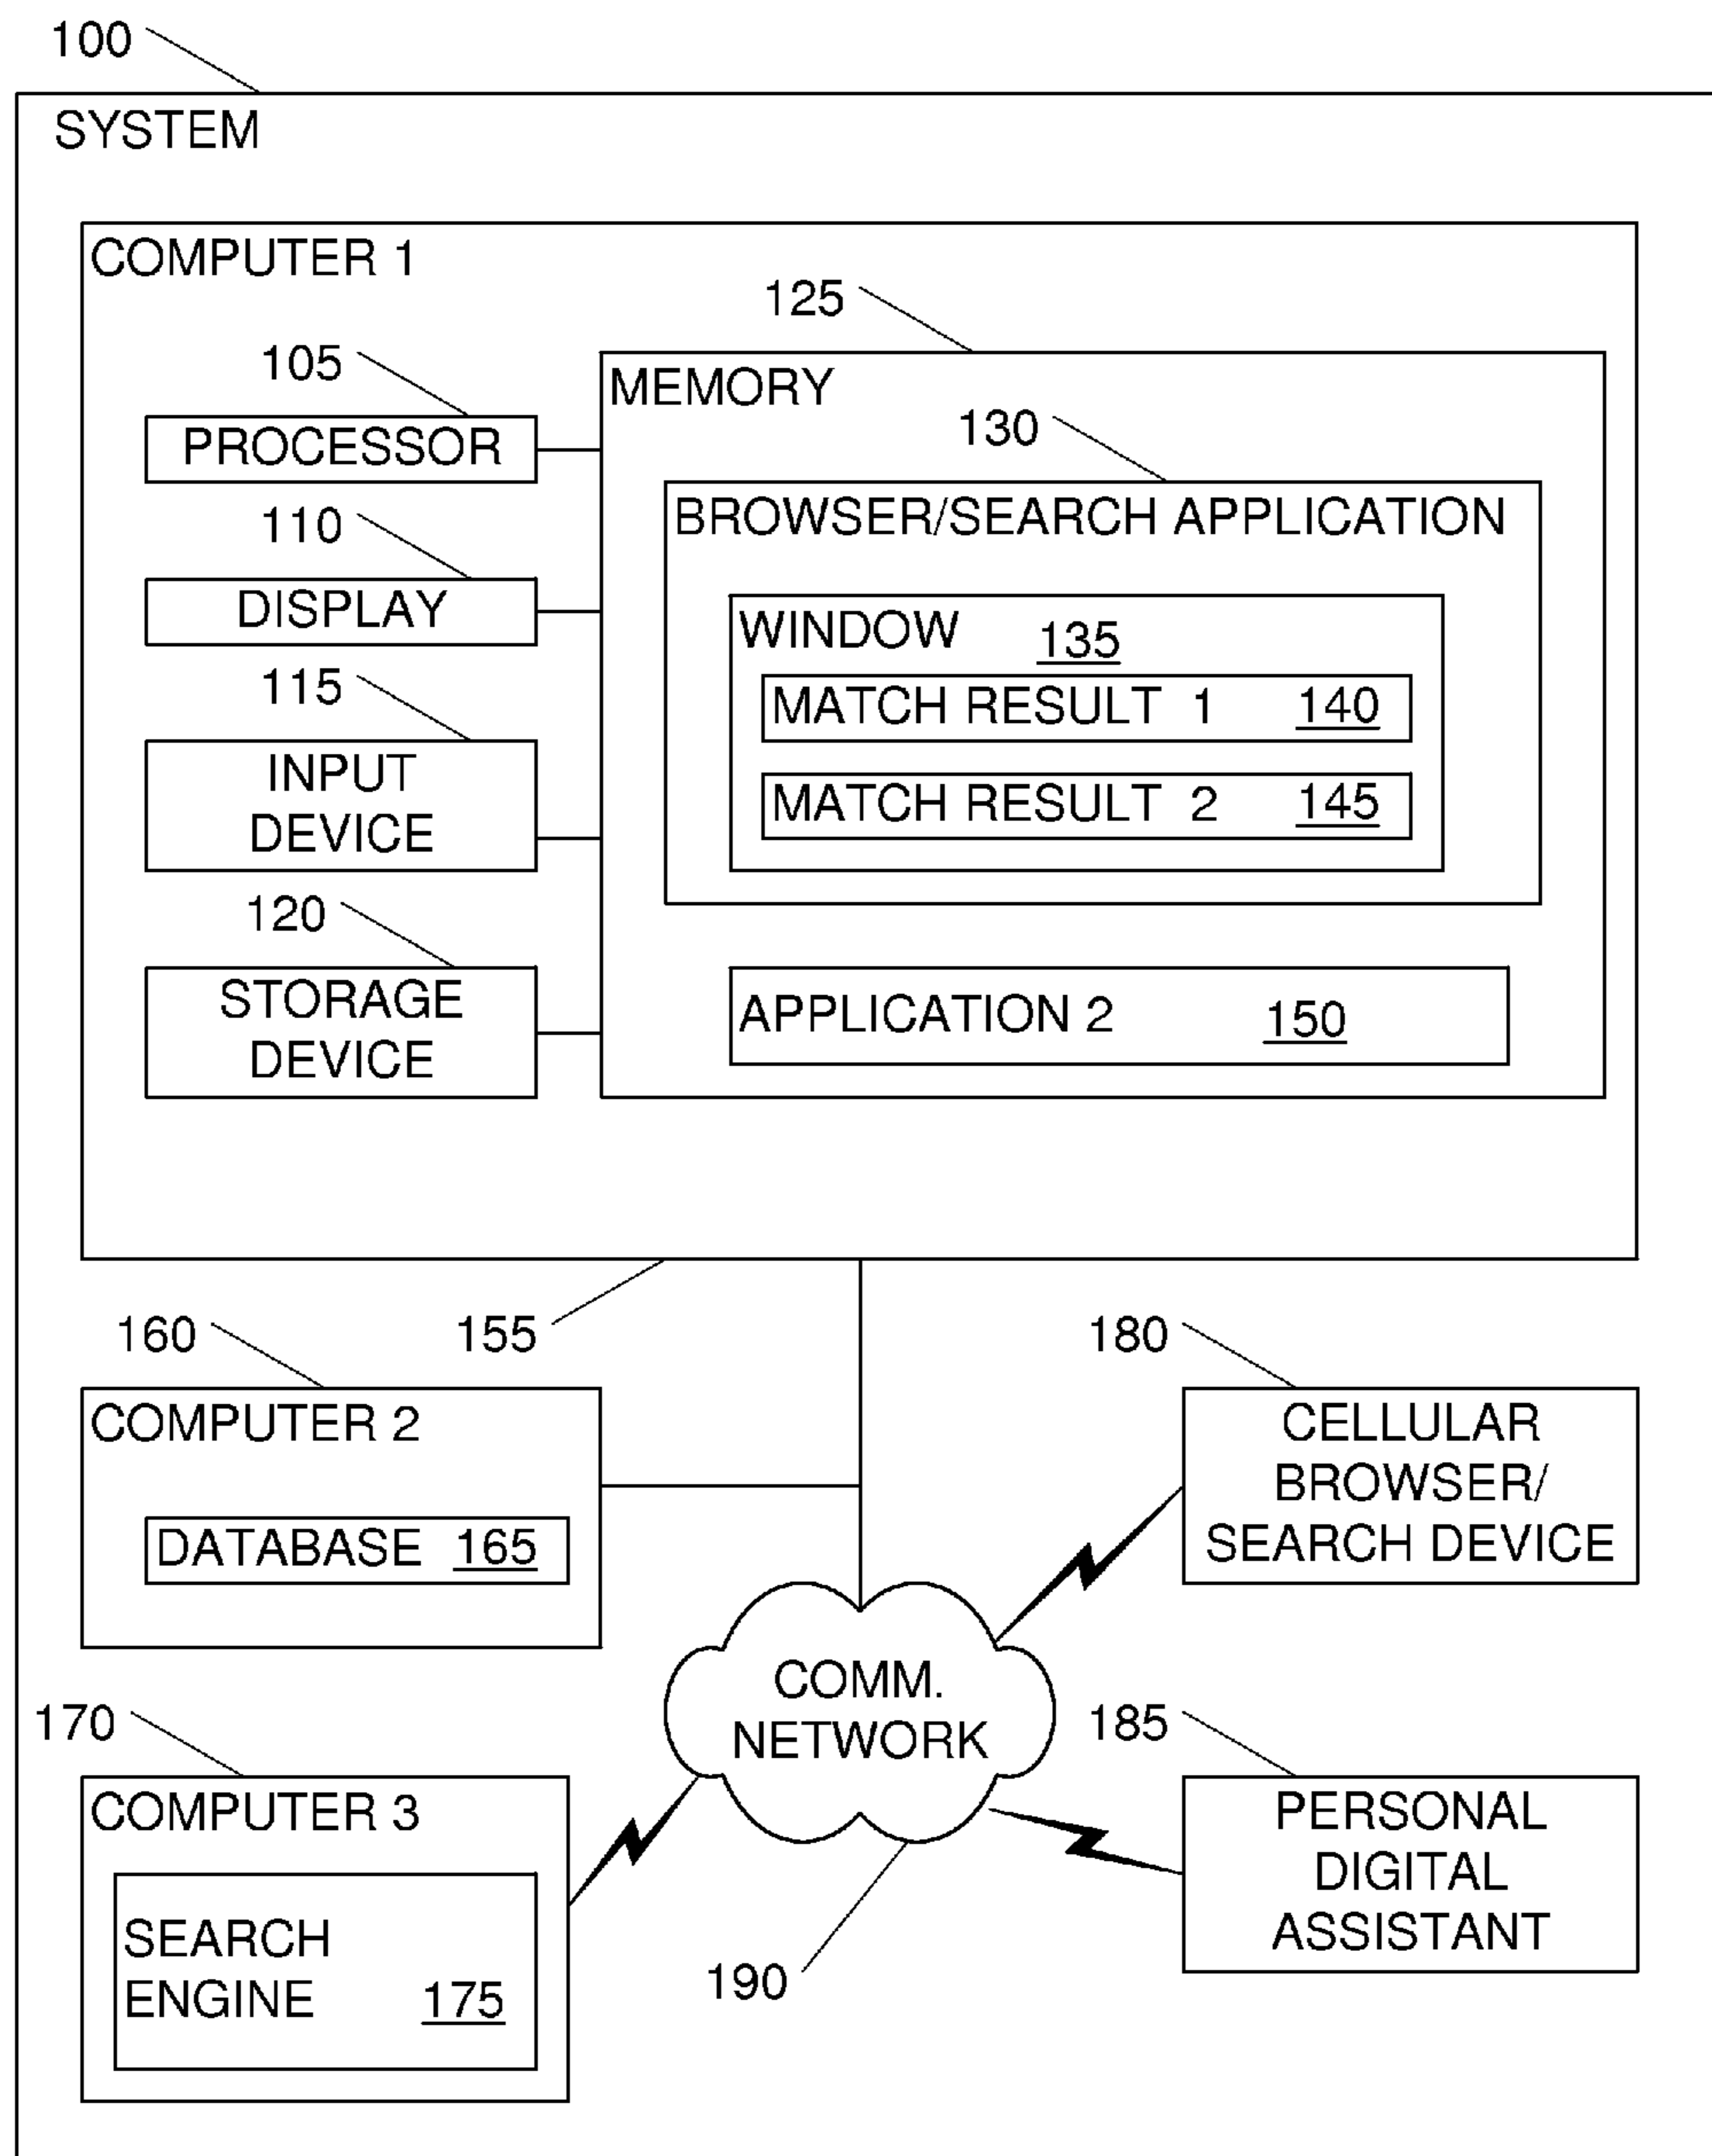 100
SYSTEM
COMPUTER 1
125
105
MEMORY
PROCESSOR
130
BROWSER/SEARCH APPLICATION
110
DISPLAY
WINDOW 135
115
MATCH RESULT 1 140
INPUT
DEVICE
MATCH RESULT 2 145
120
STORAGE
DEVICE
APPLICATION 2 150
160
155
180
COMPUTER 2
DATABASE 165
CELLULAR
BROWSER/
SEARCH DEVICE
COMM.
NETWORK
170
185
COMPUTER 3
SEARCH
ENGINE 175
190
PERSONAL
DIGITAL
ASSISTANT